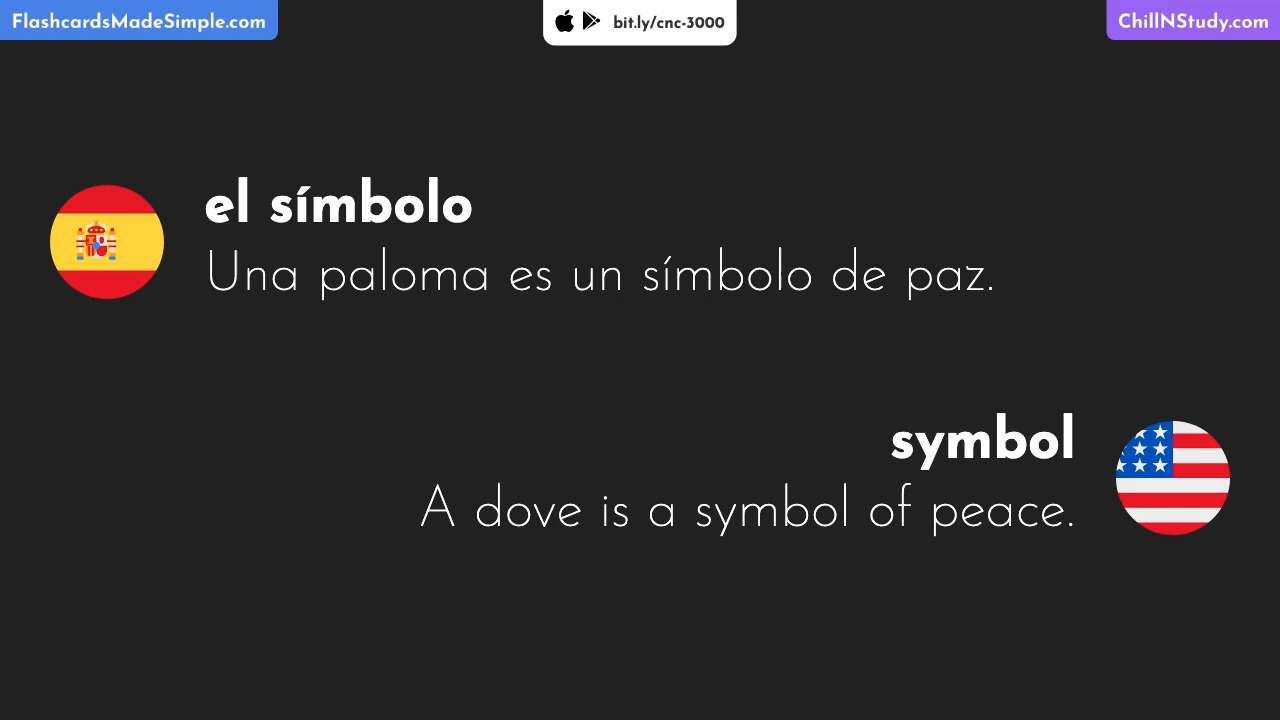 FlashcardsMadeSimple.com
bit.ly/cnc-3000
ChillNStudy.com
el símbolo
Una paloma es un símbolo de paz.
symbol
A dove is a symbol of peace.